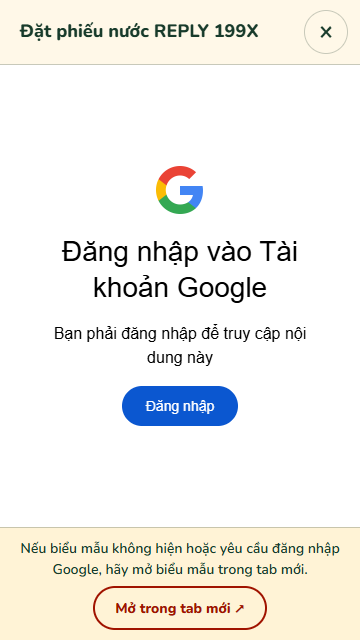 Đặt phiếu nước REPLY 199X
Đăng nhập vào Tài
khoản Google
Bạn phải đăng nhập để truy cập nội
dung này
Đăng nhập
Nếu biểu mẫu không hiện hoặc yêu cầu đăng nhập
Google, hãy mở biểu mẫu trong tab mới.
Mở trong tab mới ↗